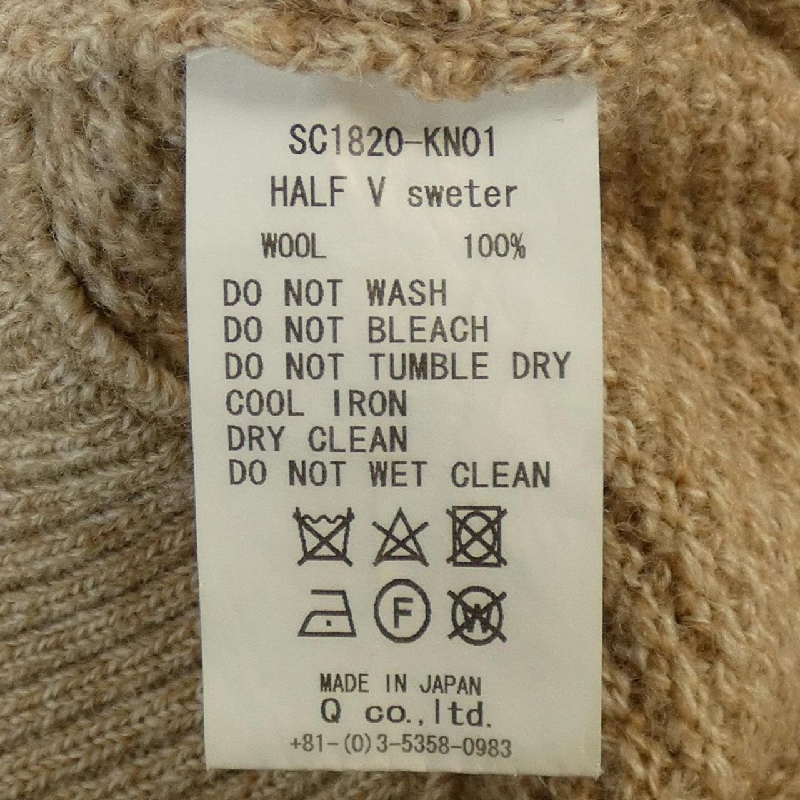 SC1820-KN01
HALF V sweter
WOOL 100%
DO NOT WASH
DO NOT BLEACH
DO NOT TUMBLE DRY
COOL IRON
DRY CLEAN
DO NOT WET CLEAN
F W
MADE IN JAPAN
Q co.,ltd.
+81-(0)3-5358-0983